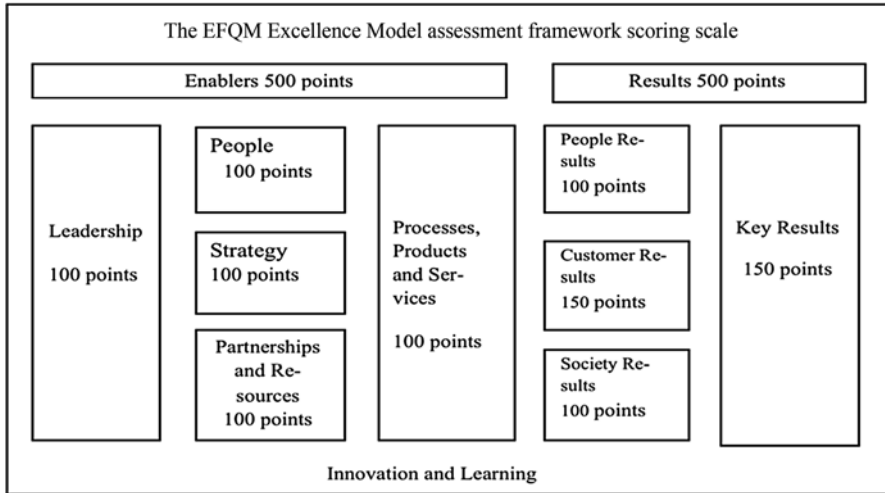 The EFQM Excellence Model assessment framework scoring scale
Enablers 500 points
Results 500 points
Leadership
100 points
People
100 points
Strategy
100 points
Partnerships
and Re-
sources
100 points
Processes,
Products
and Ser-
vices
100 points
People Re-
sults
100 points
Customer Re-
sults
150 points
Society Re-
sults
100 points
Key Results
150 points
Innovation and Learning